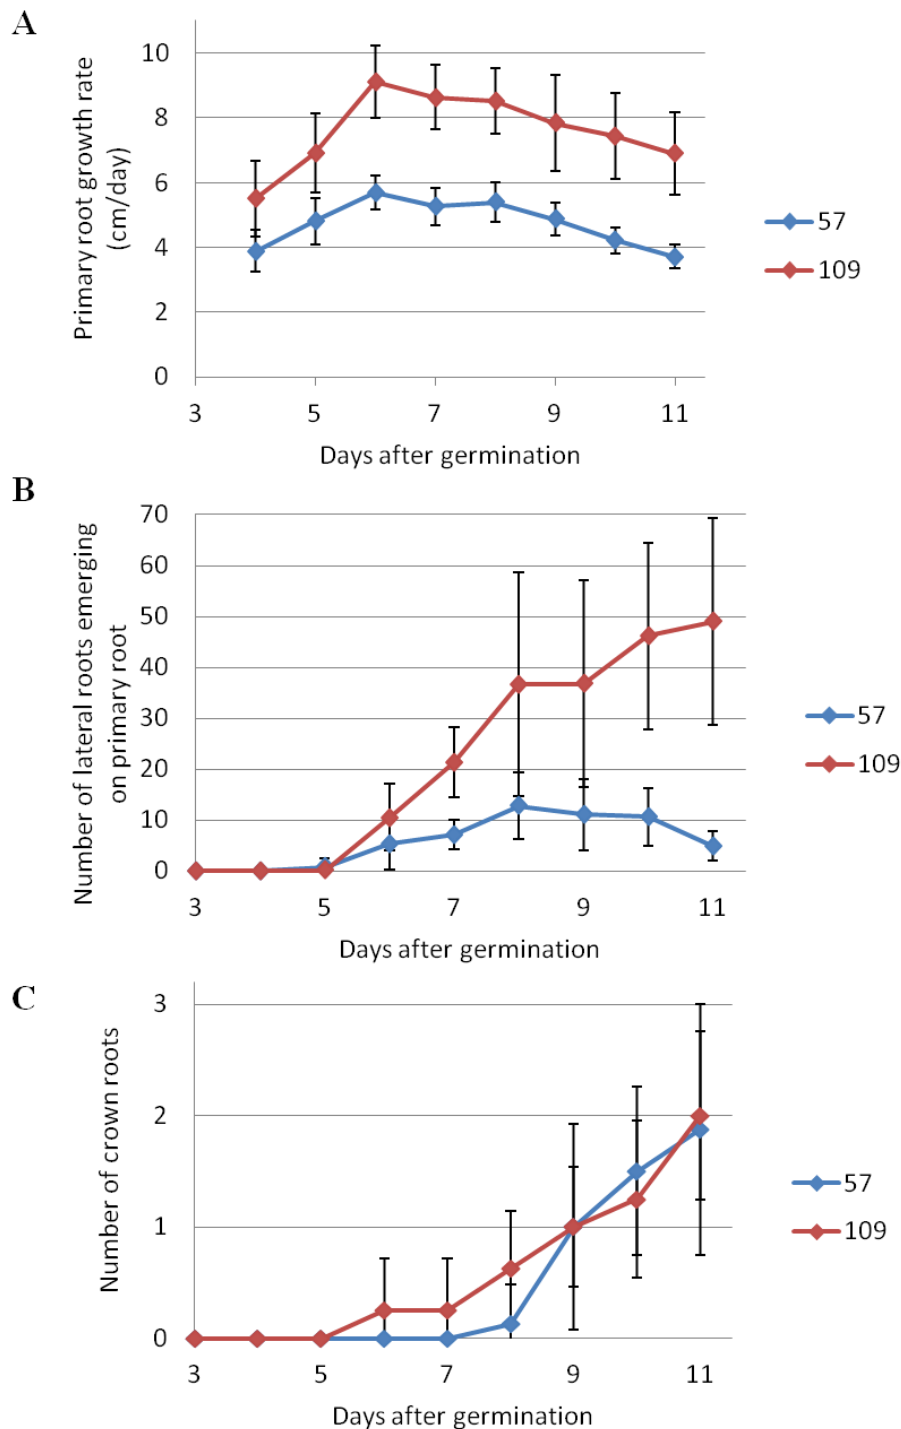 A
Primary root growth rate
(cm/day)
10
8
6
4
2
0
3 5 7 9 11
Days after germination
57
109
B
Number of lateral roots emerging
on primary root
70
60
50
40
30
20
10
0
3 5 7 9 11
Days after germination
57
109
C
Number of crown roots
3
2
1
0
3 5 7 9 11
Days after germination
57
109